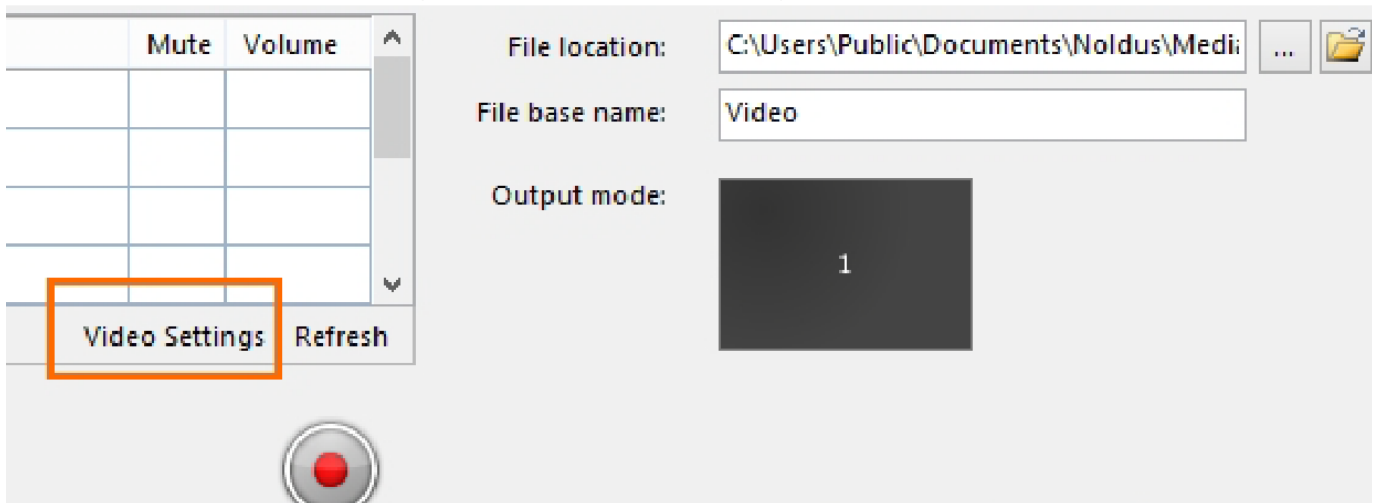 Mute Volume
File location: C:\Users\Public\Documents\Noldus\Medi
...
File base name: Video
Output mode:
1
Video Settings Refresh